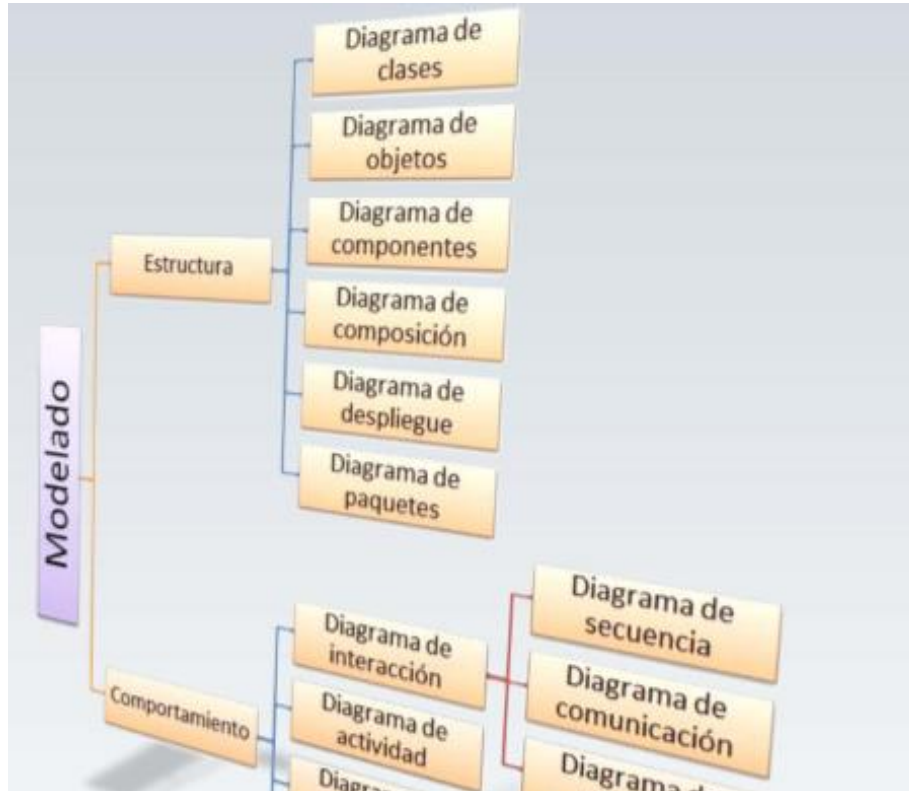 Modelado
Estructura
Diagrama de
clases
Diagrama de
objetos
Diagrama de
componentes
Diagrama de
composición
Diagrama de
despliegue
Diagrama de
paquetes
Comportamiento
Diagrama de
interacción
Diagrama de
secuencia
Diagrama de
comunicación
Diagrama de
Diagrama de
actividad